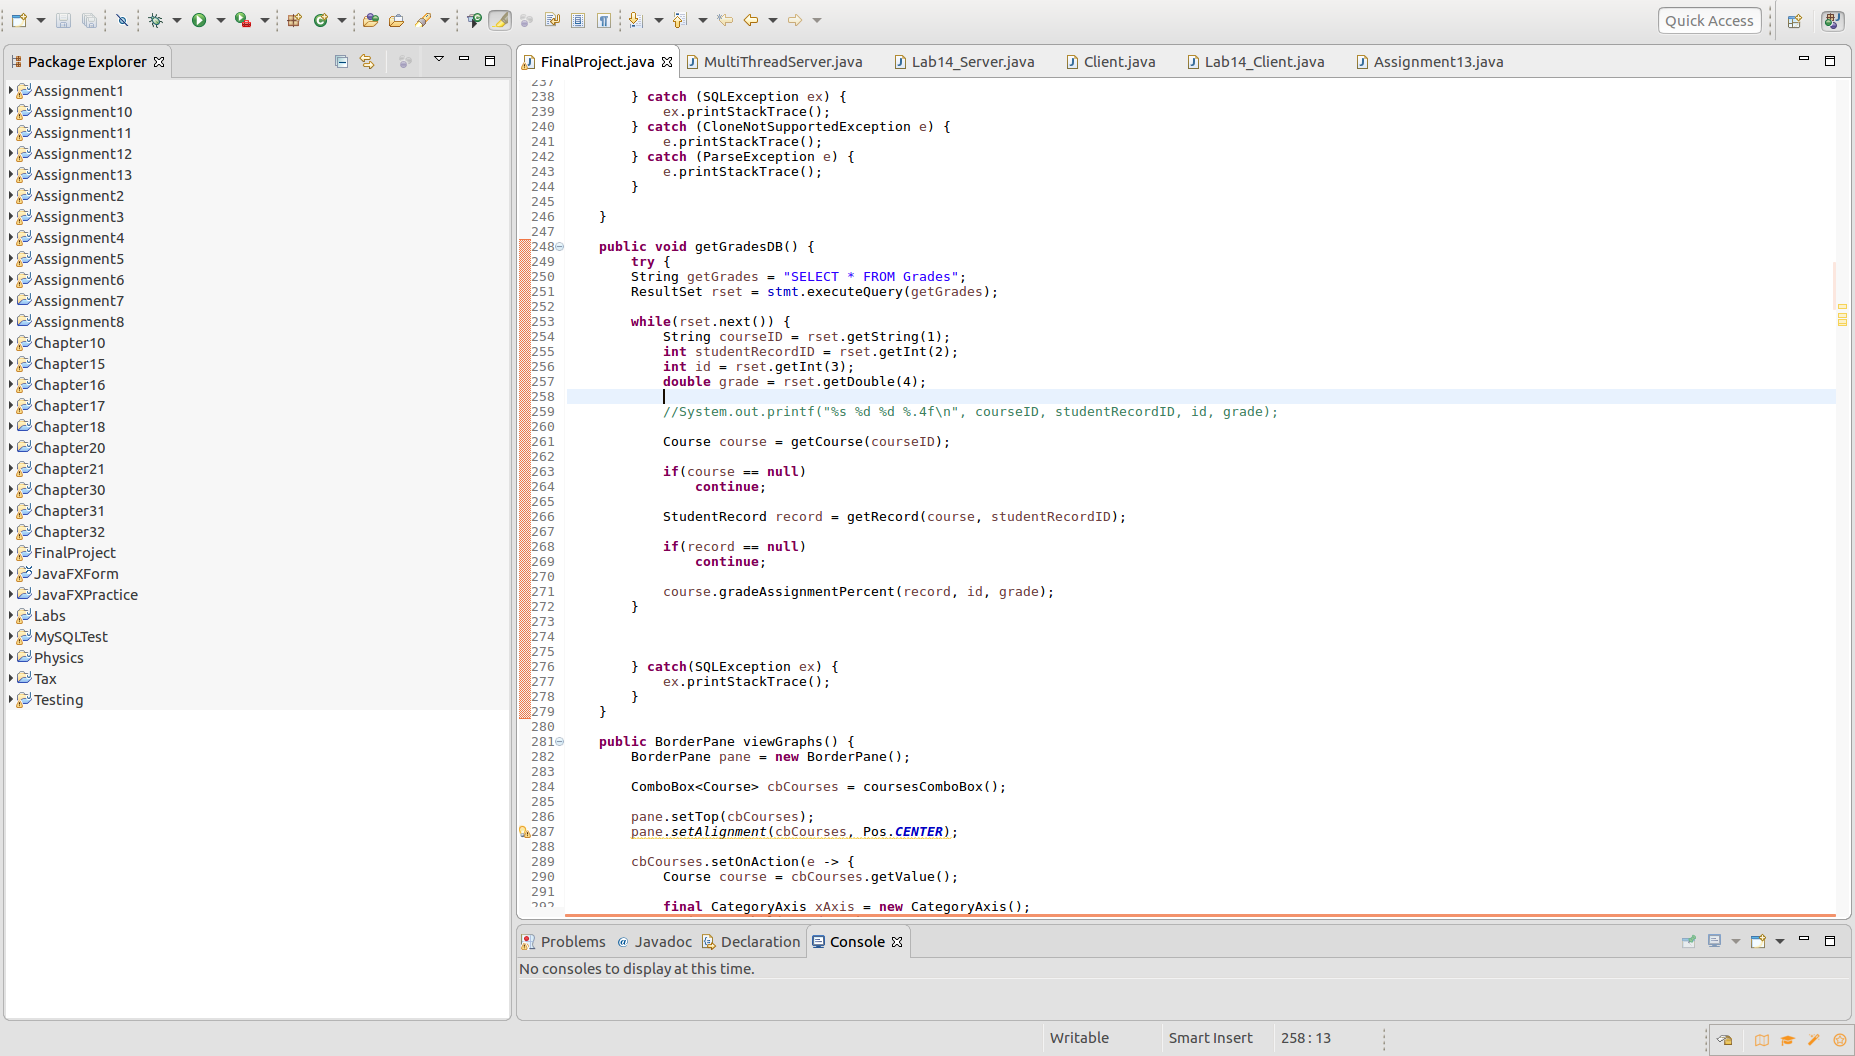 Quick Access
Package Explorer
Assignment1
Assignment10
Assignment11
Assignment12
Assignment13
Assignment2
Assignment3
Assignment4
Assignment5
Assignment6
Assignment7
Assignment8
Chapter10
Chapter15
Chapter16
Chapter17
Chapter18
Chapter20
Chapter21
Chapter30
Chapter31
Chapter32
FinalProject
JavaFXForm
JavaFXPractice
Labs
MySQLTest
Physics
Tax
Testing
FinalProject.java MultiThreadServer.java Lab14_Server.java Client.java Lab14_Client.java Assignment13.java
237
238 } catch (SQLException ex) {
239 ex.printStackTrace();
240 } catch (CloneNotSupportedException e) {
241 e.printStackTrace();
242 } catch (ParseException e) {
243 e.printStackTrace();
244 }
245
246 }
247
248 public void getGradesDB() {
249 try {
250 String getGrades = "SELECT * FROM Grades";
251 ResultSet rset = stmt.executeQuery(getGrades);
252
253 while(rset.next()) {
254 String courseID = rset.getString(1);
255 int studentRecordID = rset.getInt(2);
256 int id = rset.getInt(3);
257 double grade = rset.getDouble(4);
258
259 //System.out.printf("%s %d %d %.4f\n", courseID, studentRecordID, id, grade);
260
261 Course course = getCourse(courseID);
262
263 if(course == null)
264 continue;
265
266 StudentRecord record = getRecord(course, studentRecordID);
267
268 if(record == null)
269 continue;
270
271 course.gradeAssignmentPercent(record, id, grade);
272 }
273
274
275
276 } catch(SQLException ex) {
277 ex.printStackTrace();
278 }
279 }
280
281 public BorderPane viewGraphs() {
282 BorderPane pane = new BorderPane();
283
284 ComboBox<Course> cbCourses = coursesComboBox();
285
286 pane.setTop(cbCourses);
287 pane.setAlignment(cbCourses, Pos.CENTER);
288
289 cbCourses.setOnAction(e -> {
290 Course course = cbCourses.getValue();
291
292 final CategoryAxis xAxis = new CategoryAxis();
Problems @ Javadoc Declaration Console
No consoles to display at this time.
Writable Smart Insert 258 : 13